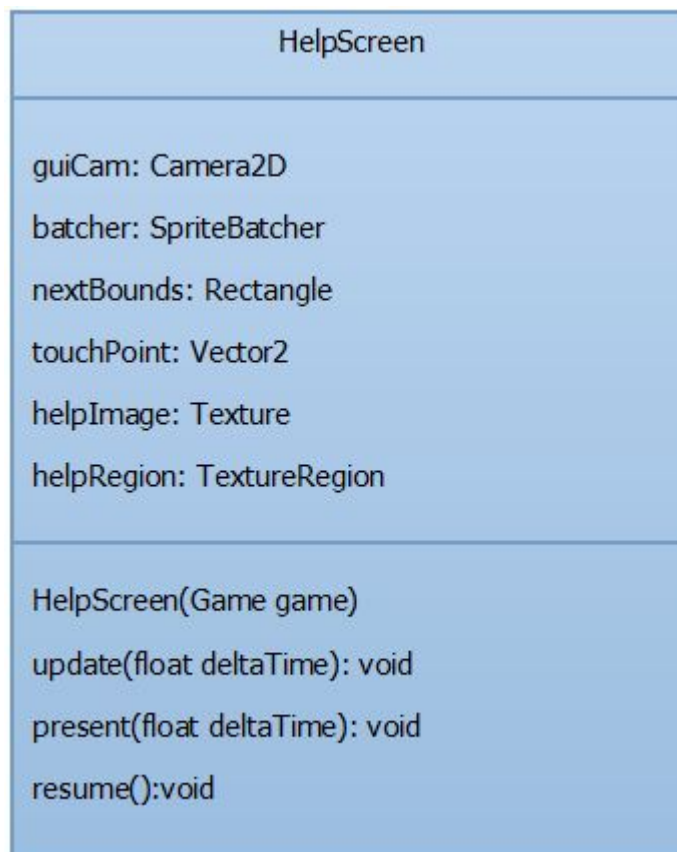 HelpScreen
guiCam: Camera2D
batcher: SpriteBatcher
nextBounds: Rectangle
touchPoint: Vector2
helpImage: Texture
helpRegion: TextureRegion
HelpScreen(Game game)
update(float deltaTime): void
present(float deltaTime): void
resume():void